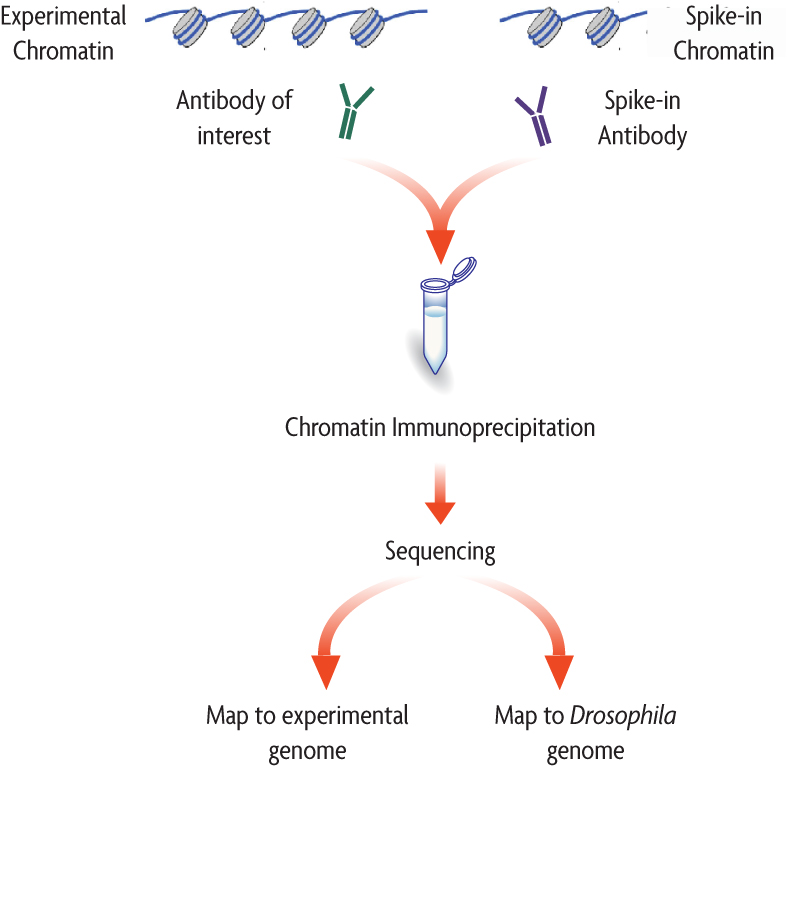 Experimental
Chromatin
Spike-in
Chromatin
Antibody of
interest
Spike-in
Antibody
Chromatin Immunoprecipitation
Sequencing
Map to experimental
genome
Map to Drosophila
genome